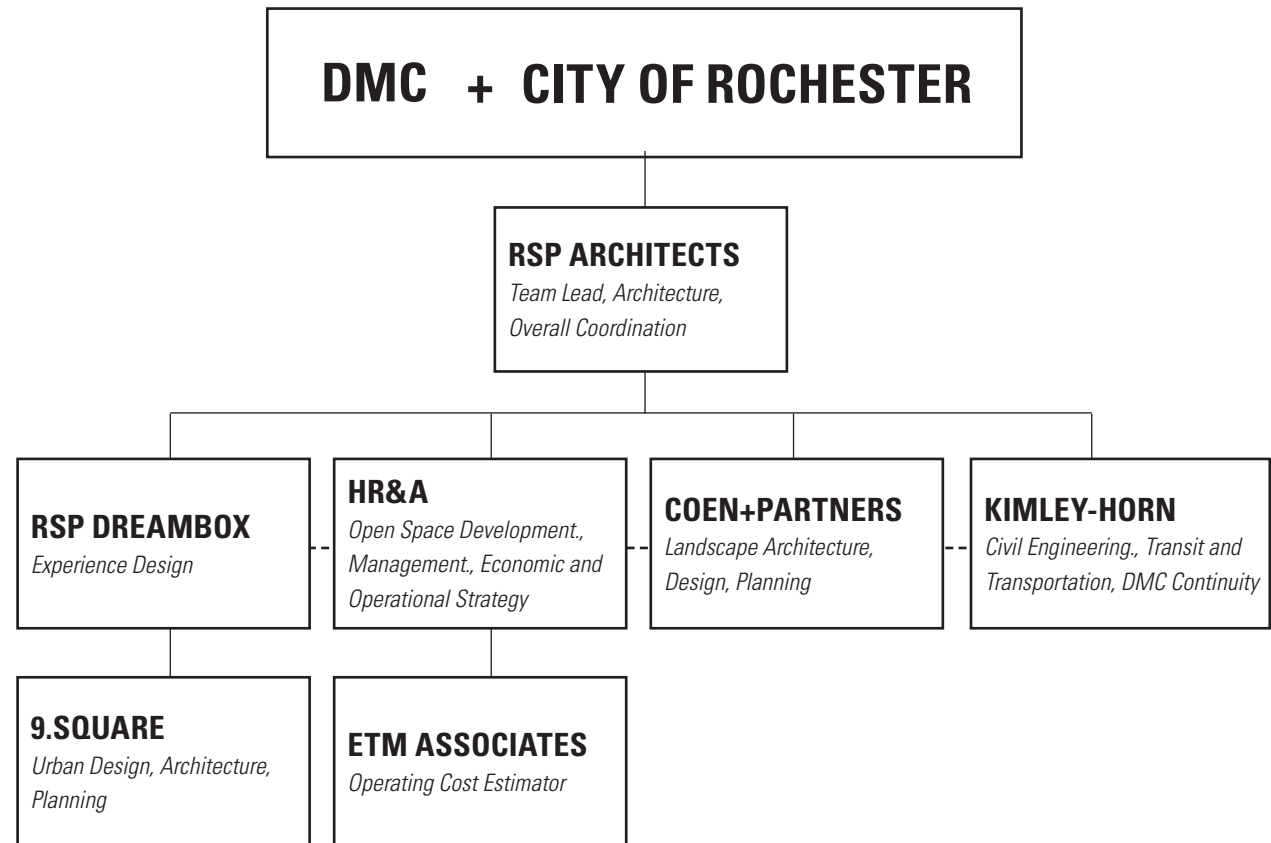 DMC + CITY OF ROCHESTER
RSP ARCHITECTS
Team Lead, Architecture,
Overall Coordination
RSP DREAMBOX
Experience Design
HR&A
Open Space Development.,
Management., Economic and
Operational Strategy
COEN+PARTNERS
Landscape Architecture,
Design, Planning
KIMLEY-HORN
Civil Engineering., Transit and
Transportation, DMC Continuity
9.SQUARE
Urban Design, Architecture,
Planning
ETM ASSOCIATES
Operating Cost Estimator